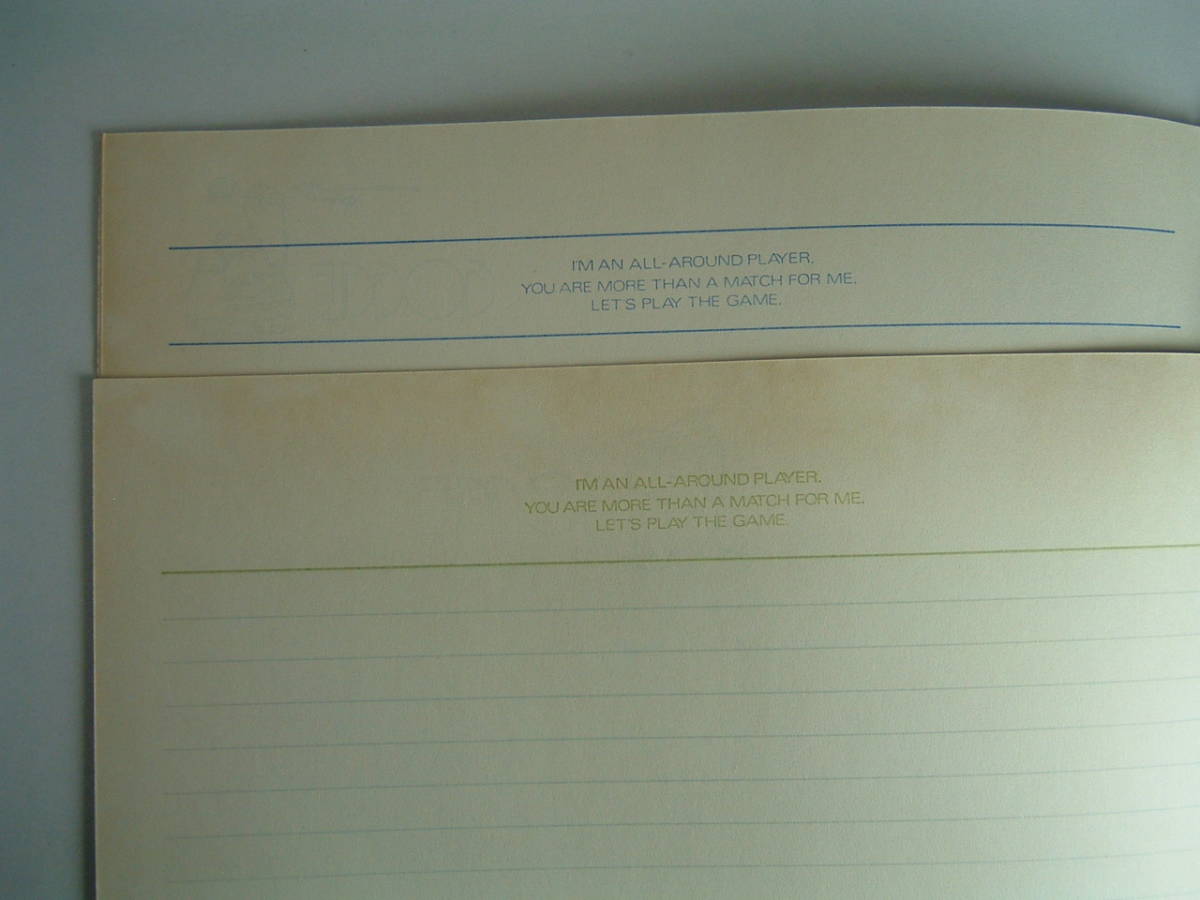 I'M AN ALL-AROUND PLAYER.
YOU ARE MORE THAN A MATCH FOR ME.
LET'S PLAY THE GAME.
I'M AN ALL-AROUND PLAYER.
YOU ARE MORE THAN A MATCH FOR ME.
LET'S PLAY THE GAME.